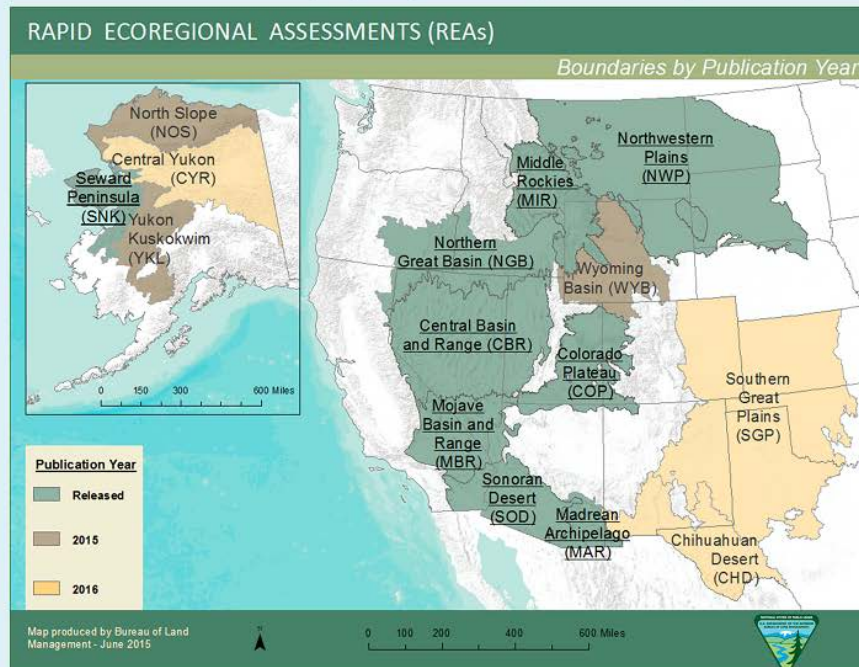 RAPID ECOREGIONAL ASSESSMENTS (REAs)
Boundaries by Publication Year
North Slope
(NOS)
Central Yukon
(CYR)
Seward
Peninsula
(SNK)
Yukon
Kuskokwim
(YKL)
0 150 300 600 Miles
Northwestern
Plains
(NWP)
Middle
Rockies
(MIR)
Northern
Great Basin (NGB)
Wyoming
Basin (WYB)
Central Basin
and Range (CBR)
Colorado
Plateau
(COP)
Southern
Great
Plains
(SGP)
Mojave
Basin and
Range
(MBR)
Sonoran
Desert
(SOD)
Madrean
Archipelago
(MAR)
Chihuahuan
Desert
(CHD)
Publication Year
Released
2015
2016
Map produced by Bureau of Land
Management - June 2015
N
0 100 200 400 600 Miles